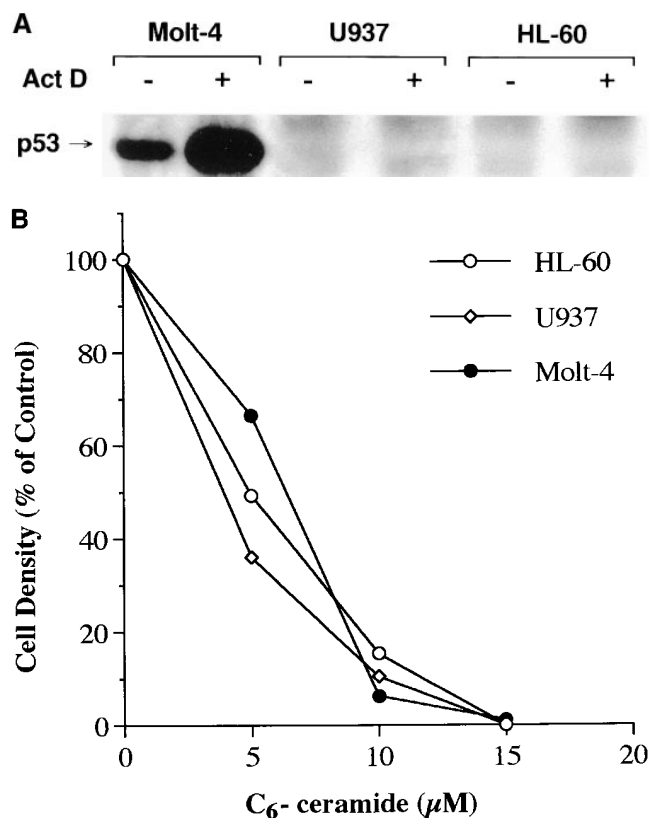 A
Molt-4 U937 HL-60
Act D - + - + - +
p53 →
B
100
80
60
40
20
0
Cell Density (% of Control)
HL-60
U937
Molt-4
0 5 10 15 20
C6- ceramide (μM)